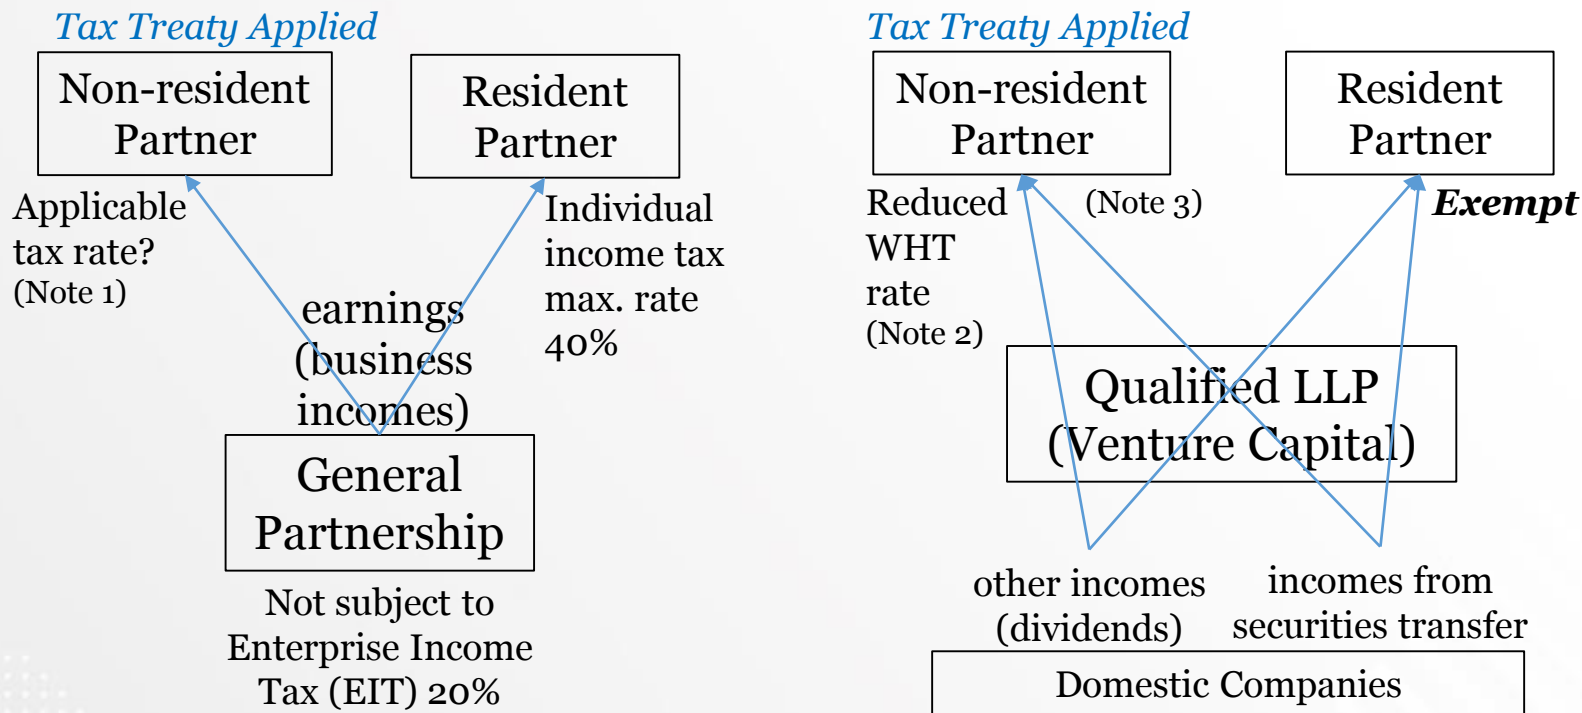 Tax Treaty Applied
Non-resident
Partner
Resident
Partner
Applicable
tax rate?
(Note 1)
Individual
income tax
max. rate
40%
earnings
(business
incomes)
General
Partnership
Not subject to
Enterprise Income
Tax (EIT) 20%
Tax Treaty Applied
Non-resident
Partner
Resident
Partner
Reduced
WHT
rate
(Note 2)
(Note 3)
Exempt
Qualified LLP
(Venture Capital)
other incomes
(dividends)
incomes from
securities transfer
Domestic Companies